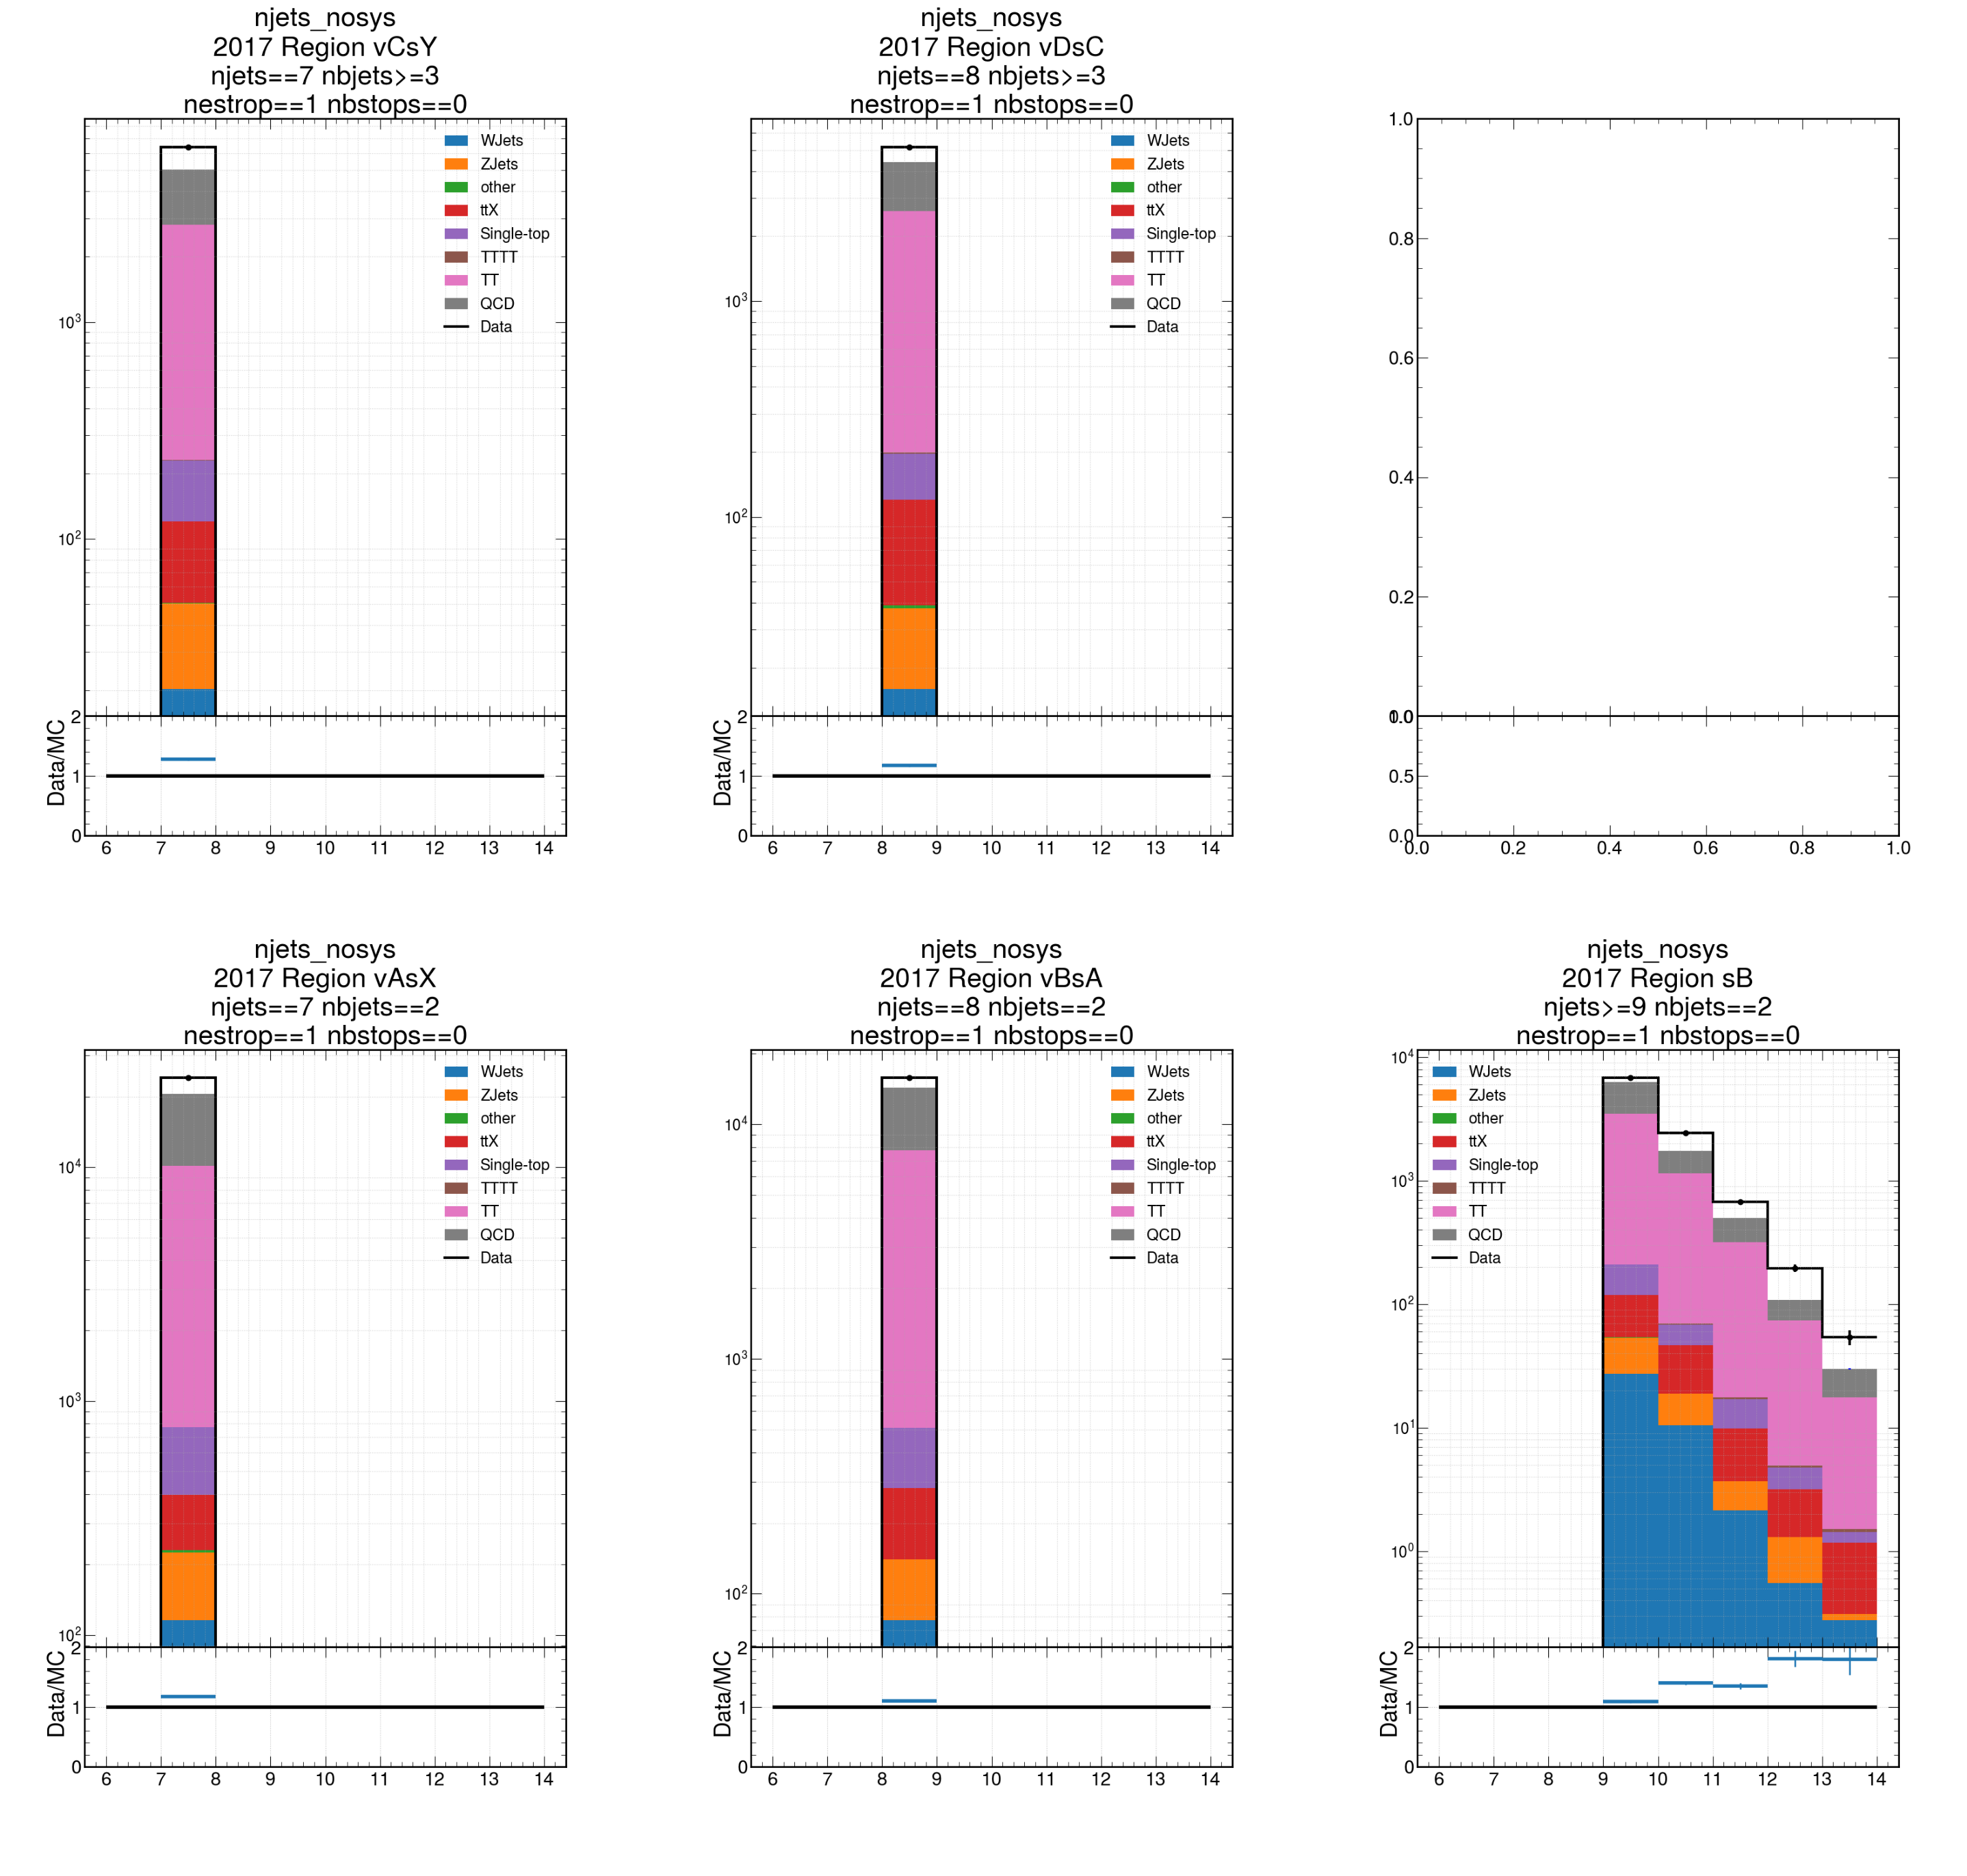 njets_nosys
2017 Region vCsY
njets==7 nbjets>=3
nestrop==1 nbstops==0
WJets
ZJets
other
ttX
Single-top
TTTT
TT
QCD
Data
10³
10²
Data/MC
2
1
0
6 7 8 9 10 11 12 13 14
njets_nosys
2017 Region vDsC
njets==8 nbjets>=3
nestrop==1 nbstops==0
WJets
ZJets
other
ttX
Single-top
TTTT
TT
QCD
Data
10³
10²
Data/MC
2
1
0
6 7 8 9 10 11 12 13 14
1.0
0.8
0.6
0.4
0.2
0.0
1.0
0.5
0.0
0.0 0.2 0.4 0.6 0.8 1.0
njets_nosys
2017 Region vAsX
njets==7 nbjets==2
nestrop==1 nbstops==0
WJets
ZJets
other
ttX
Single-top
TTTT
TT
QCD
Data
10⁴
10³
10²
Data/MC
2
1
0
6 7 8 9 10 11 12 13 14
njets_nosys
2017 Region vBsA
njets==8 nbjets==2
nestrop==1 nbstops==0
WJets
ZJets
other
ttX
Single-top
TTTT
TT
QCD
Data
10⁴
10³
10²
Data/MC
2
1
0
6 7 8 9 10 11 12 13 14
njets_nosys
2017 Region sB
njets>=9 nbjets==2
nestrop==1 nbstops==0
WJets
ZJets
other
ttX
Single-top
TTTT
TT
QCD
Data
10⁴
10³
10²
10¹
10⁰
Data/MC
2
1
0
6 7 8 9 10 11 12 13 14